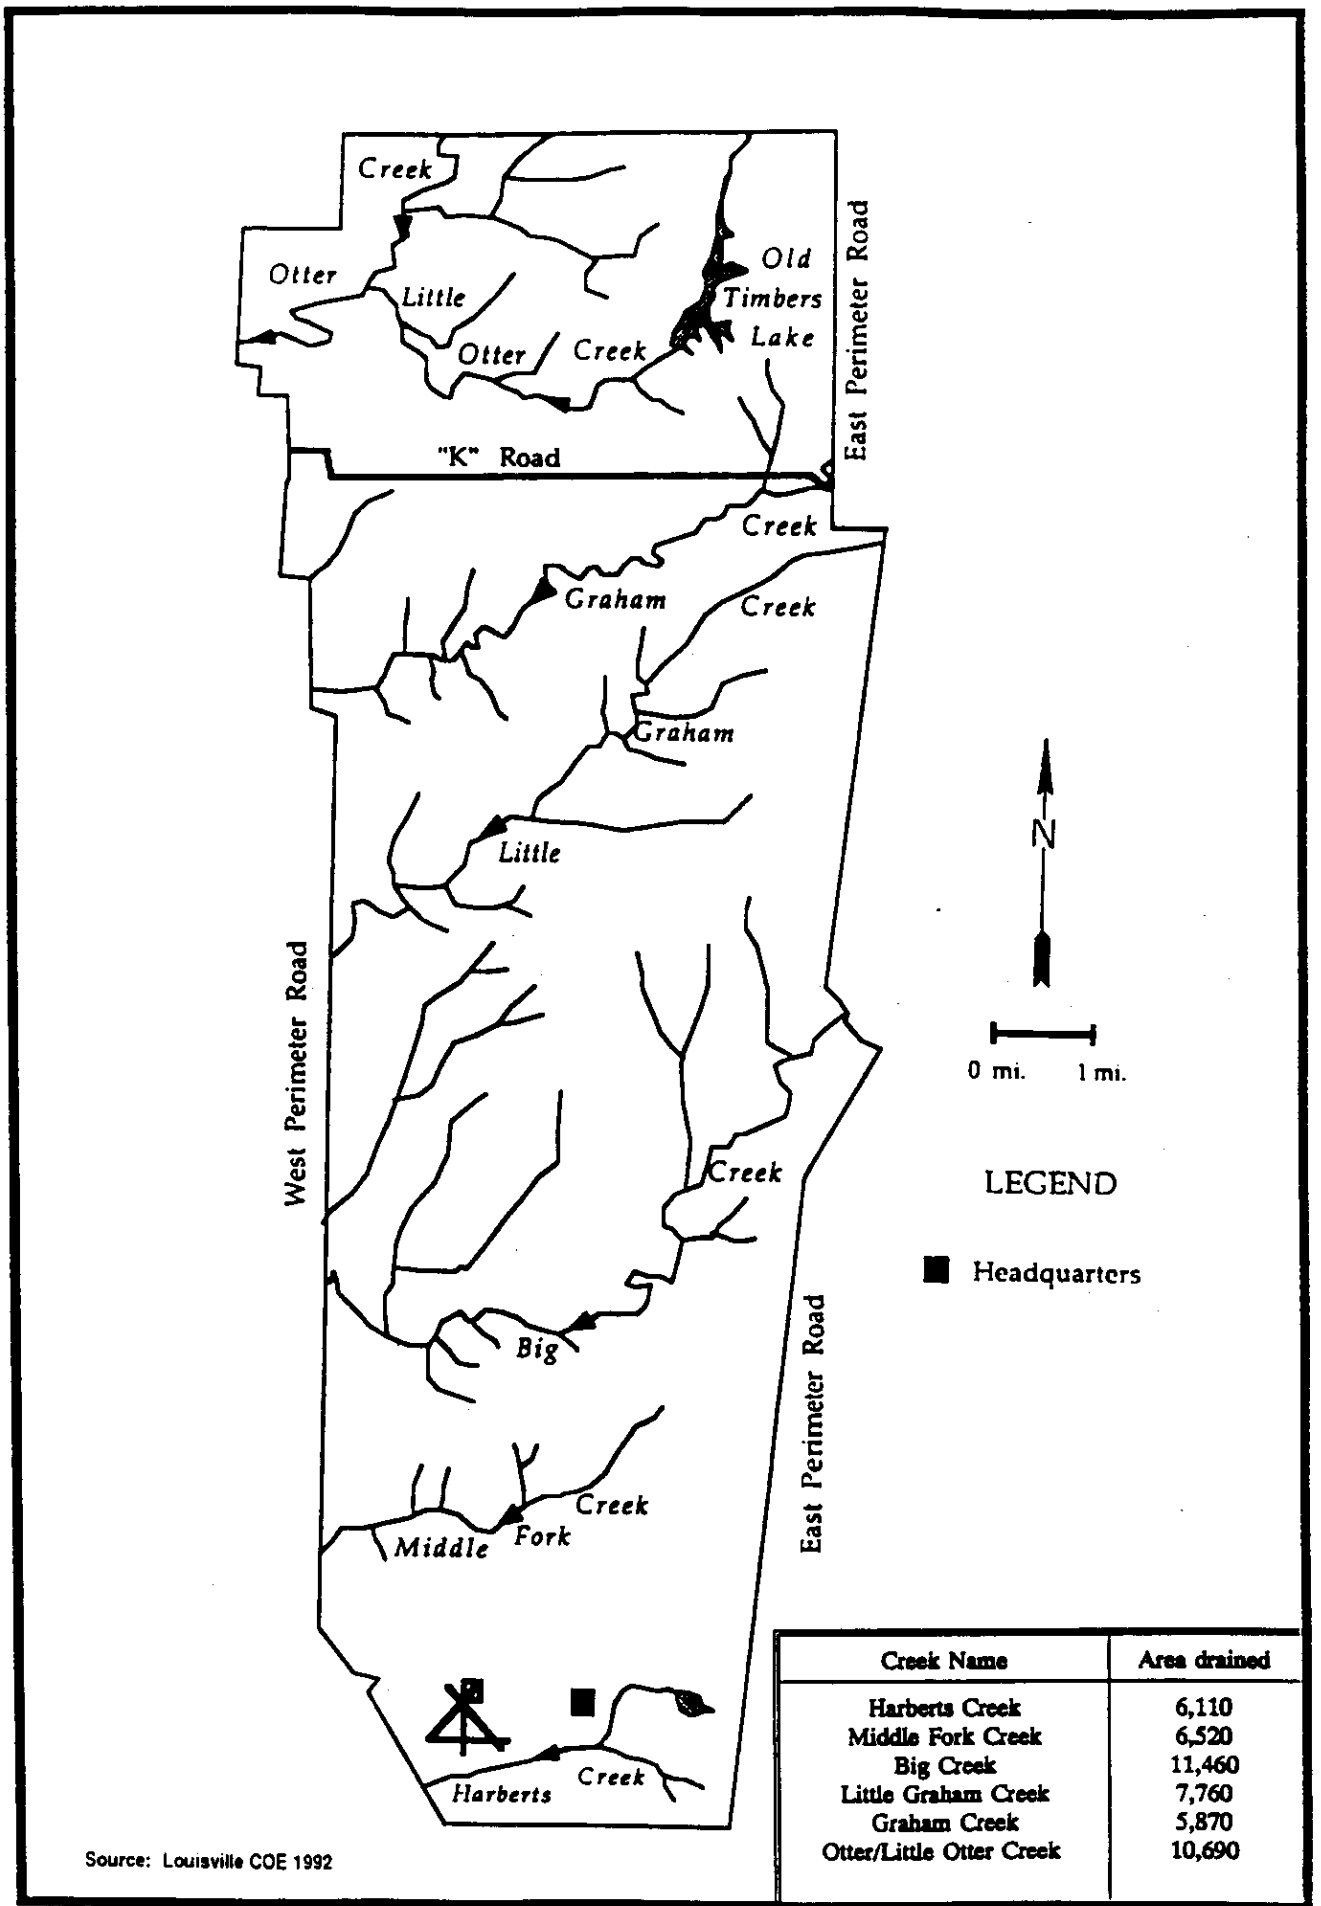 Creek
Otter
Little
Old
Timbers
Lake
Otter
Creek
East Perimeter Road
"K" Road
Creek
Graham
Creek
Graham
Little
N
West Perimeter Road
0 mi. 1 mi.
Creek
LEGEND
Headquarters
Big
East Perimeter Road
Creek
Fork
Middle
Creek
Harberts
Creek Name Area drained
Harberts Creek 6,110
Middle Fork Creek 6,520
Big Creek 11,460
Little Graham Creek 7,760
Graham Creek 5,870
Otter/Little Otter Creek 10,690
Source: Louisville COE 1992